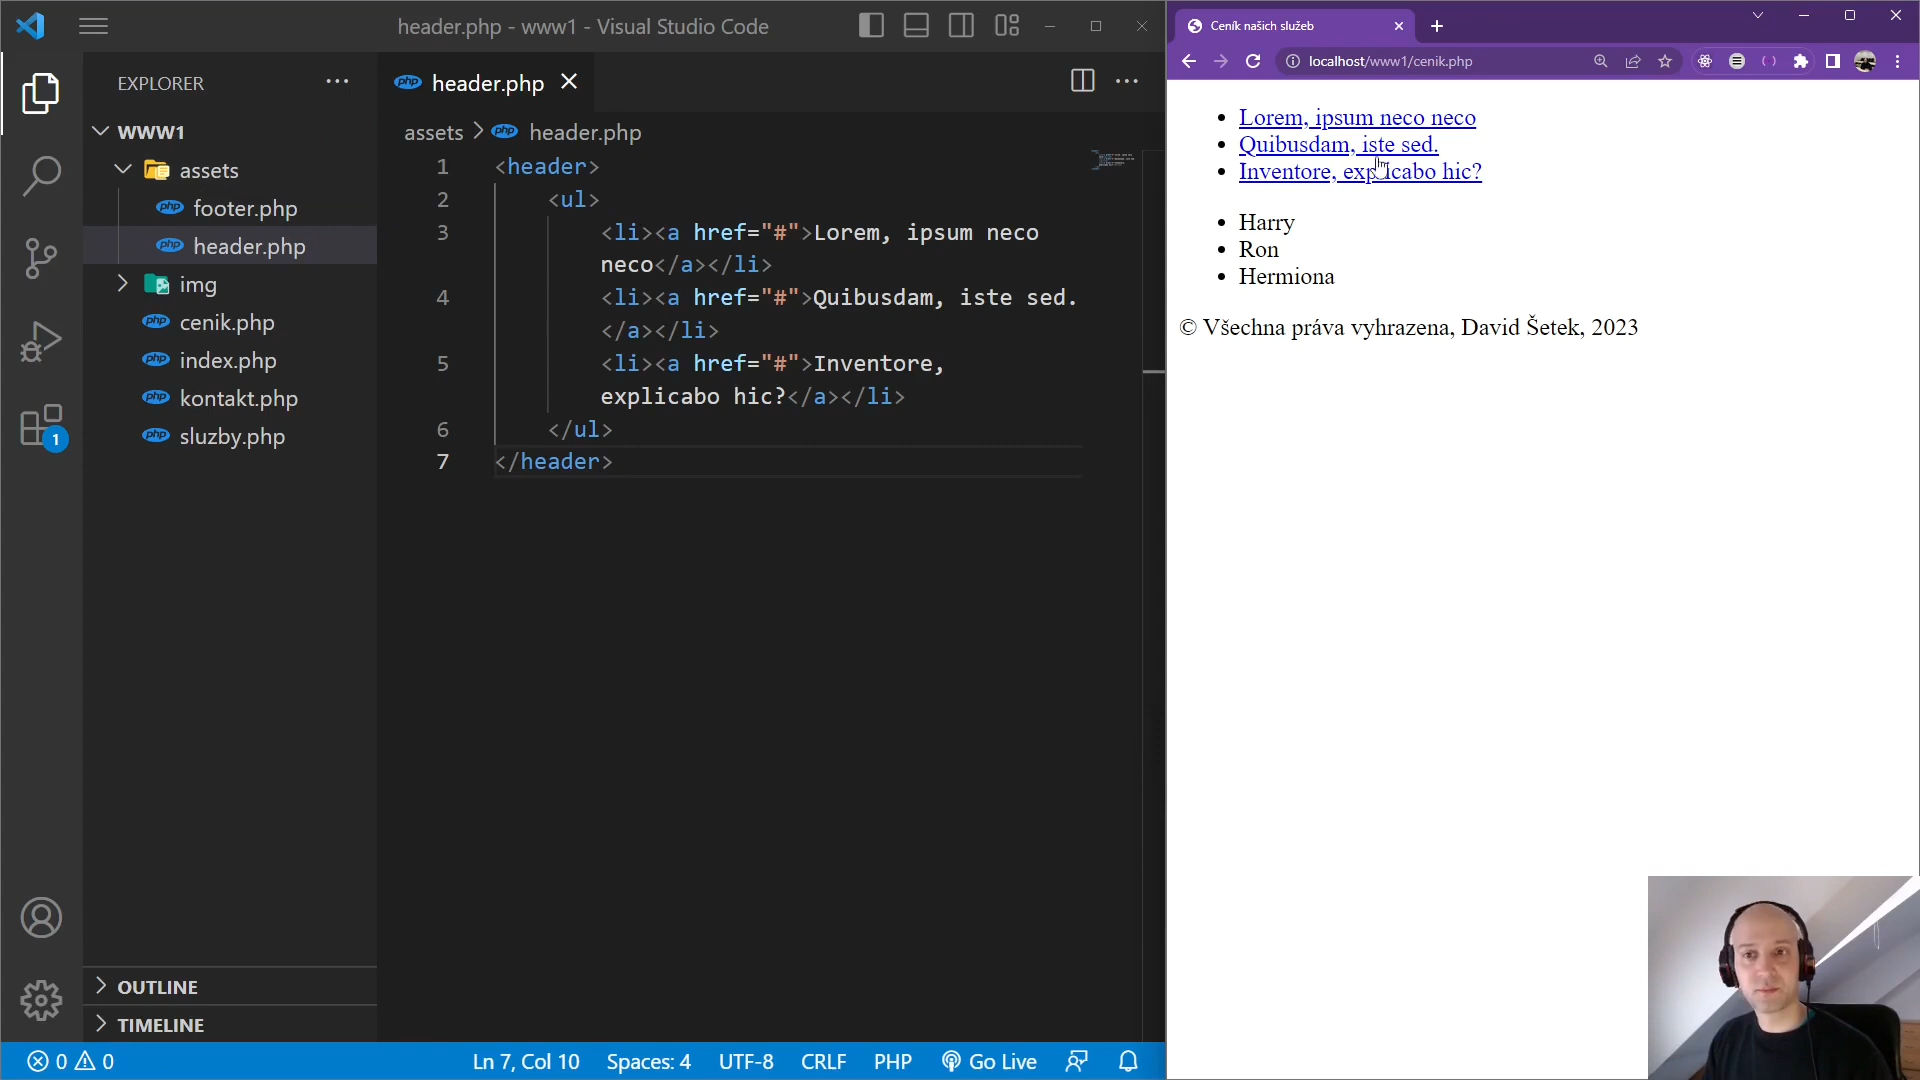 header.php - www1 - Visual Studio Code
EXPLORER
WWW1
assets
footer.php
header.php
img
cenik.php
index.php
kontakt.php
sluzby.php
OUTLINE
TIMELINE
1
header.php
assets > header.php
1 <header>
2 <ul>
3 <li><a href="#">Lorem, ipsum neco
neco</a></li>
4 <li><a href="#">Quibusdam, iste sed.
</a></li>
5 <li><a href="#">Inventore,
explicabo hic?</a></li>
6 </ul>
7 </header>
0 0
Ln 7, Col 10
Spaces: 4
UTF-8
CRLF
PHP
Go Live
Ceník našich služeb
localhost/www1/cenik.php
Lorem, ipsum neco neco
Quibusdam, iste sed.
Inventore, explicabo hic?
Harry
Ron
Hermiona
© Všechna práva vyhrazena, David Šetek, 2023